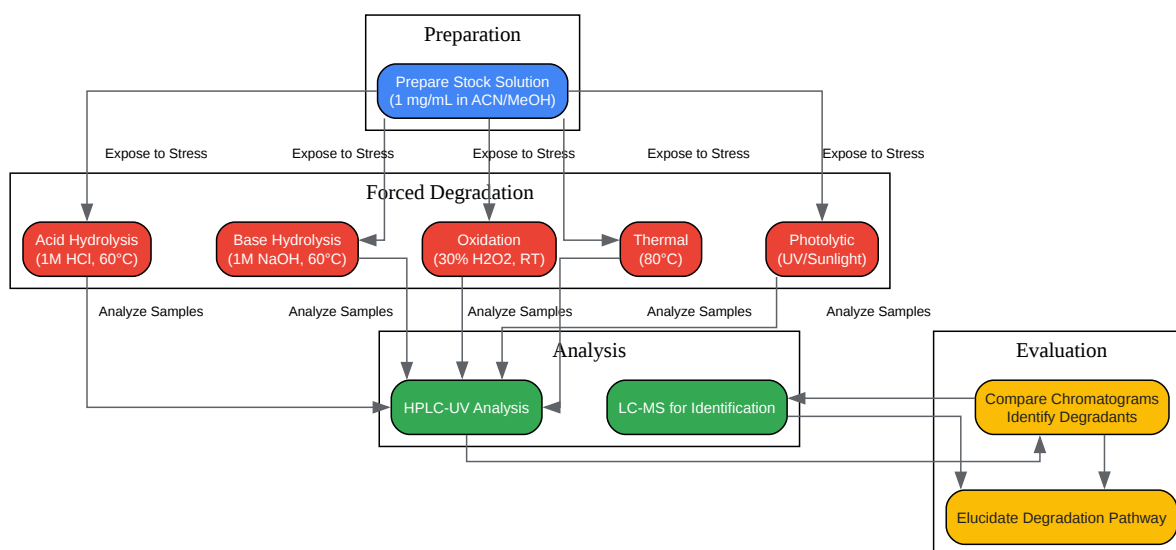 Preparation
Prepare Stock Solution
(1 mg/mL in ACN/MeOH)
Expose to Stress
Expose to Stress
Expose to Stress
Expose to Stress
Expose to Stress
Forced Degradation
Acid Hydrolysis
(1M HCl, 60°C)
Base Hydrolysis
(1M NaOH, 60°C)
Oxidation
(30% H2O2, RT)
Thermal
(80°C)
Photolytic
(UV/Sunlight)
Analyze Samples
Analyze Samples
Analyze Samples
Analyze Samples
Analyze Samples
Analysis
HPLC-UV Analysis
LC-MS for Identification
Evaluation
Compare Chromatograms
Identify Degradants
Elucidate Degradation Pathway